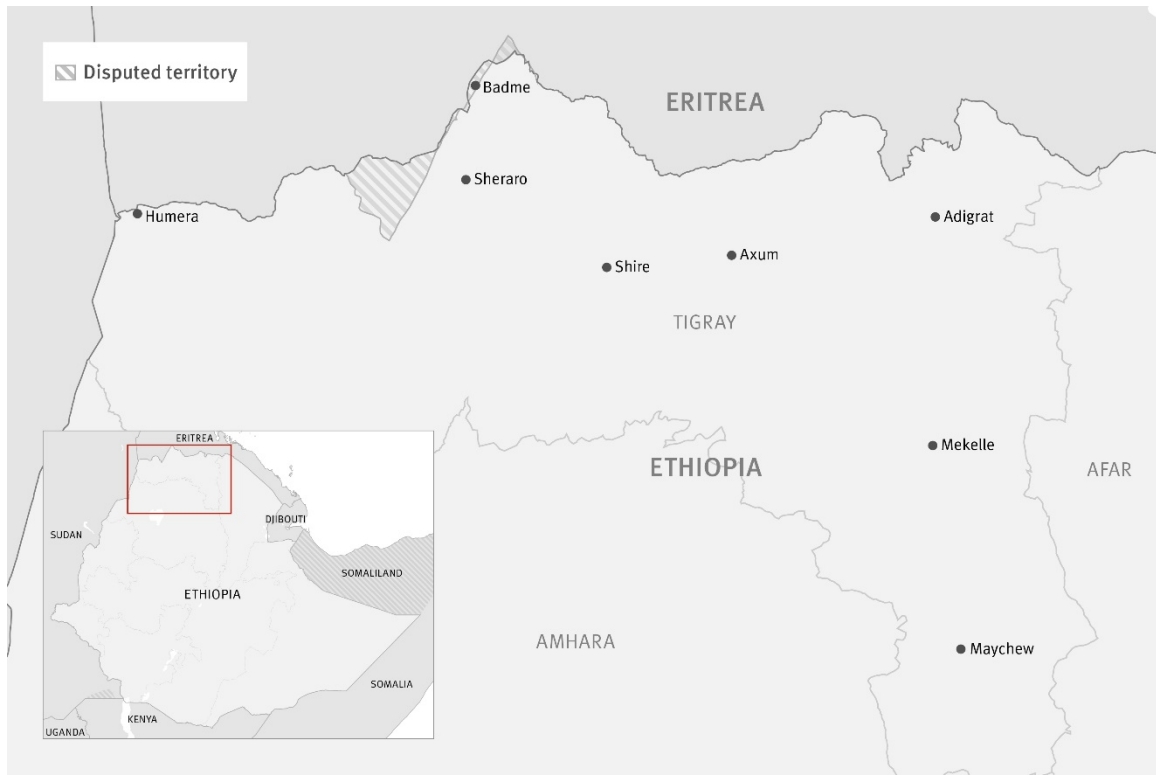 Disputed territory
Badme
ERITREA
Sheraro
Humera
Adigrat
Axum
Shire
TIGRAY
Mekelle
ETHIOPIA
AFAR
AMHARA
Maychew
ERITREA
DJIBOUTI
SUDAN
SOMALILAND
ETHIOPIA
SOMALIA
KENYA
UGANDA